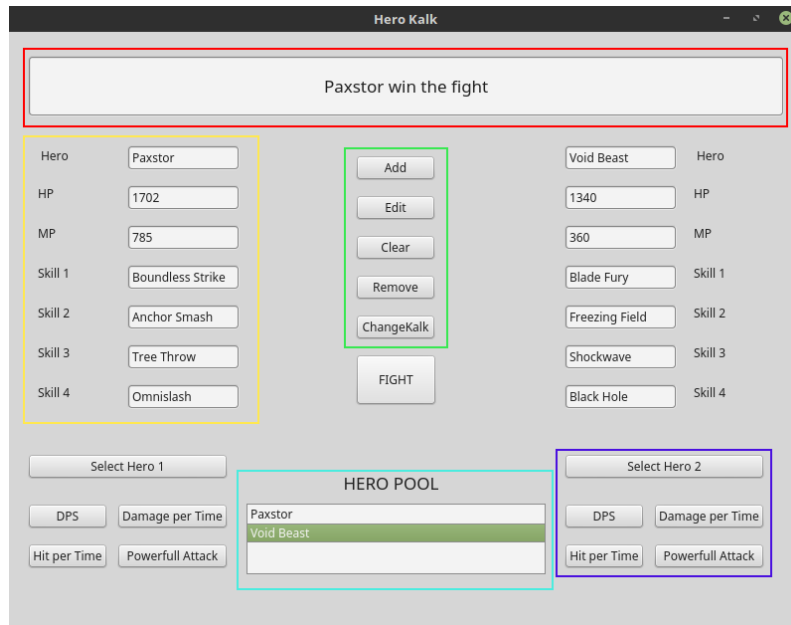 Hero Kalk
Paxstor win the fight
Hero Paxstor
HP 1702
MP 785
Skill 1 Boundless Strike
Skill 2 Anchor Smash
Skill 3 Tree Throw
Skill 4 Omnislash
Add
Edit
Clear
Remove
ChangeKalk
FIGHT
Void Beast Hero
1340 HP
360 MP
Blade Fury Skill 1
Freezing Field Skill 2
Shockwave Skill 3
Black Hole Skill 4
Select Hero 1
DPS Damage per Time
Hit per Time Powerfull Attack
HERO POOL
Paxstor
Void Beast
Select Hero 2
DPS Damage per Time
Hit per Time Powerfull Attack